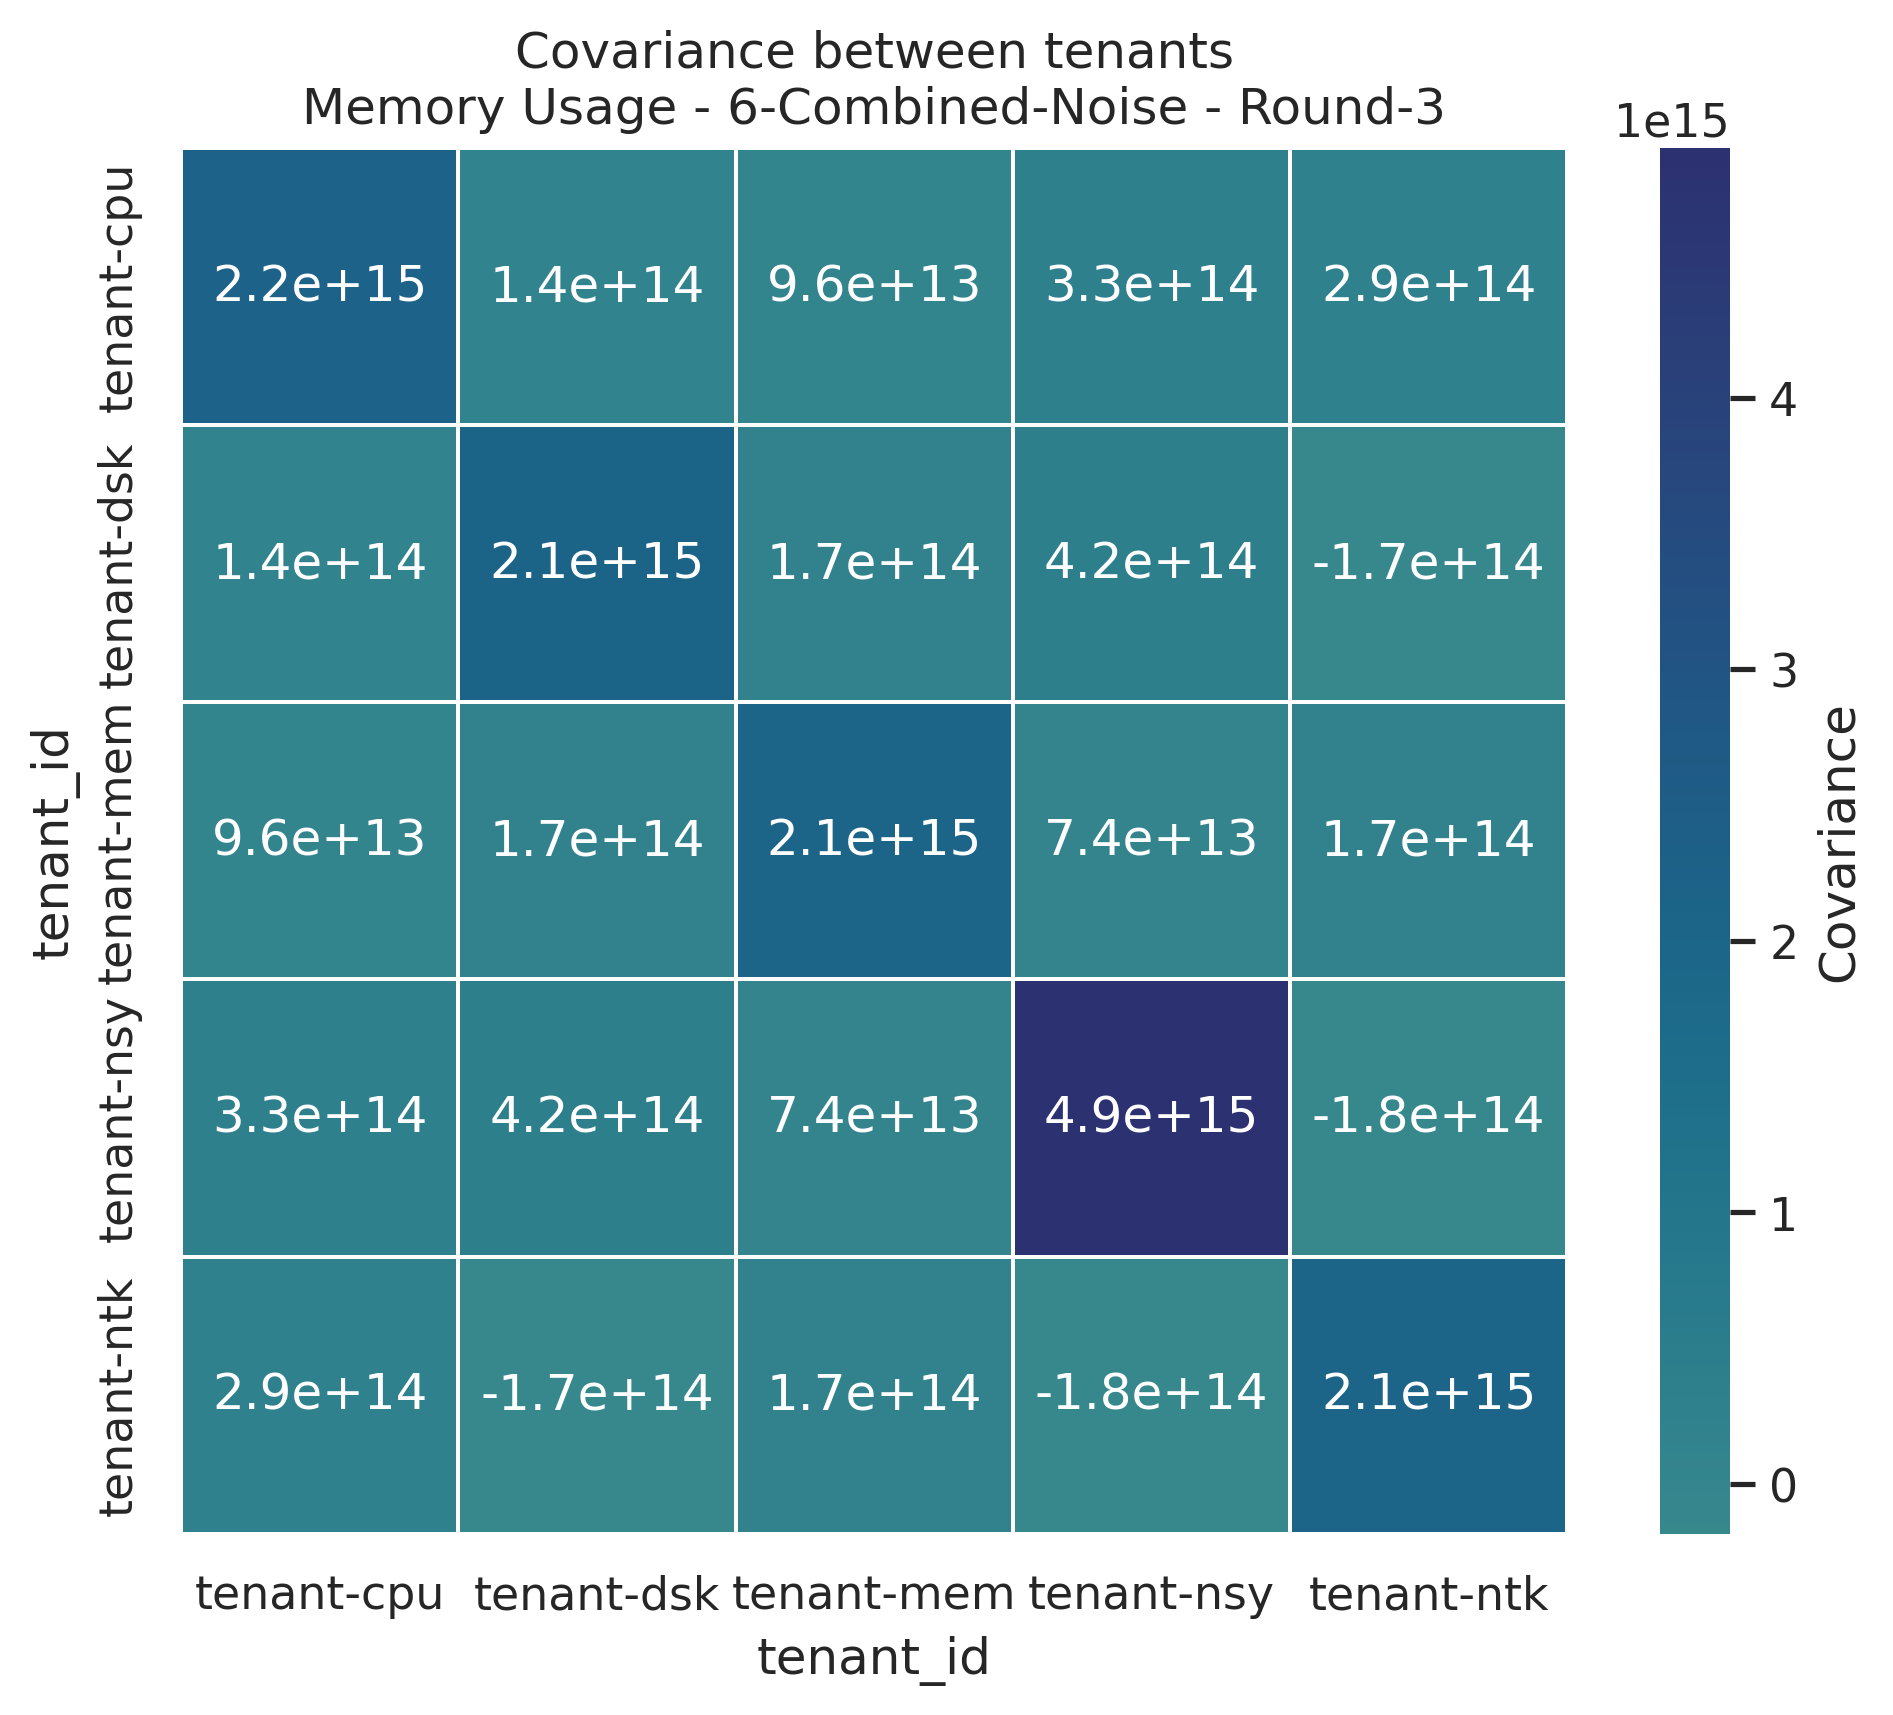 Covariance between tenants
Memory Usage - 6-Combined-Noise - Round-3
1e15
tenant-cpu
2.2e+15 1.4e+14 9.6e+13 3.3e+14 2.9e+14
tenant-dsk
1.4e+14 2.1e+15 1.7e+14 4.2e+14 -1.7e+14
tenant-mem
9.6e+13 1.7e+14 2.1e+15 7.4e+13 1.7e+14
tenant-nsy
3.3e+14 4.2e+14 7.4e+13 4.9e+15 -1.8e+14
tenant-ntk
2.9e+14 -1.7e+14 1.7e+14 -1.8e+14 2.1e+15
tenant_id
tenant-cpu tenant-dsk tenant-mem tenant-nsy tenant-ntk
tenant_id
4
3
2
1
0
Covariance